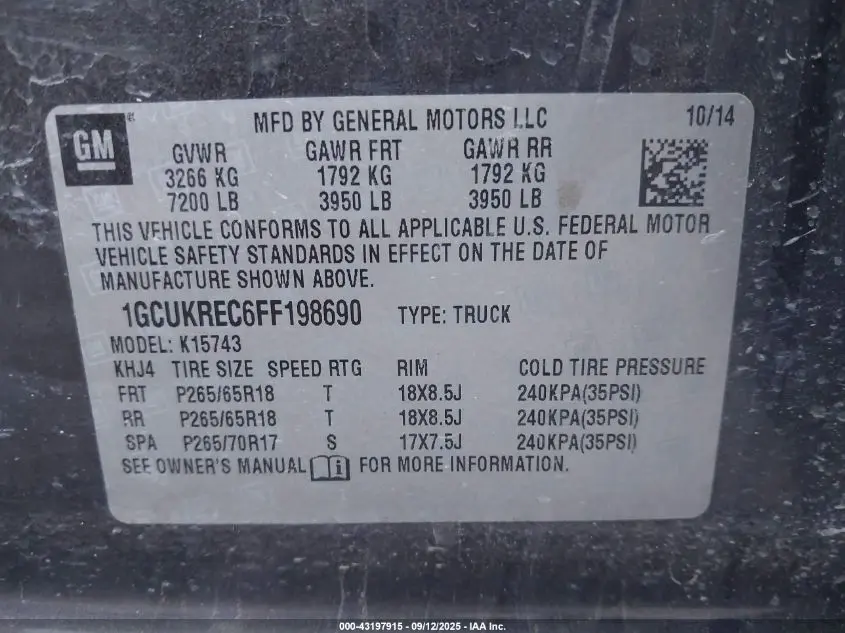 GM
MFD BY GENERAL MOTORS LLC 10/14
GVWR GAWR FRT GAWR RR
3266 KG 1792 KG 1792 KG
7200 LB 3950 LB 3950 LB
THIS VEHICLE CONFORMS TO ALL APPLICABLE U.S. FEDERAL MOTOR
VEHICLE SAFETY STANDARDS IN EFFECT ON THE DATE OF
MANUFACTURE SHOWN ABOVE.
1GCUKREC6FF198690 TYPE: TRUCK
MODEL: K15743
KHJ4 TIRE SIZE SPEED RTG RIM COLD TIRE PRESSURE
FRT P265/65R18 T 18X8.5J 240KPA(35PSI)
RR P265/65R18 T 18X8.5J 240KPA(35PSI)
SPA P265/70R17 S 17X7.5J 240KPA(35PSI)
SEE OWNER'S MANUAL FOR MORE INFORMATION.
000-43197915 - 09/12/2025 - IAA Inc.